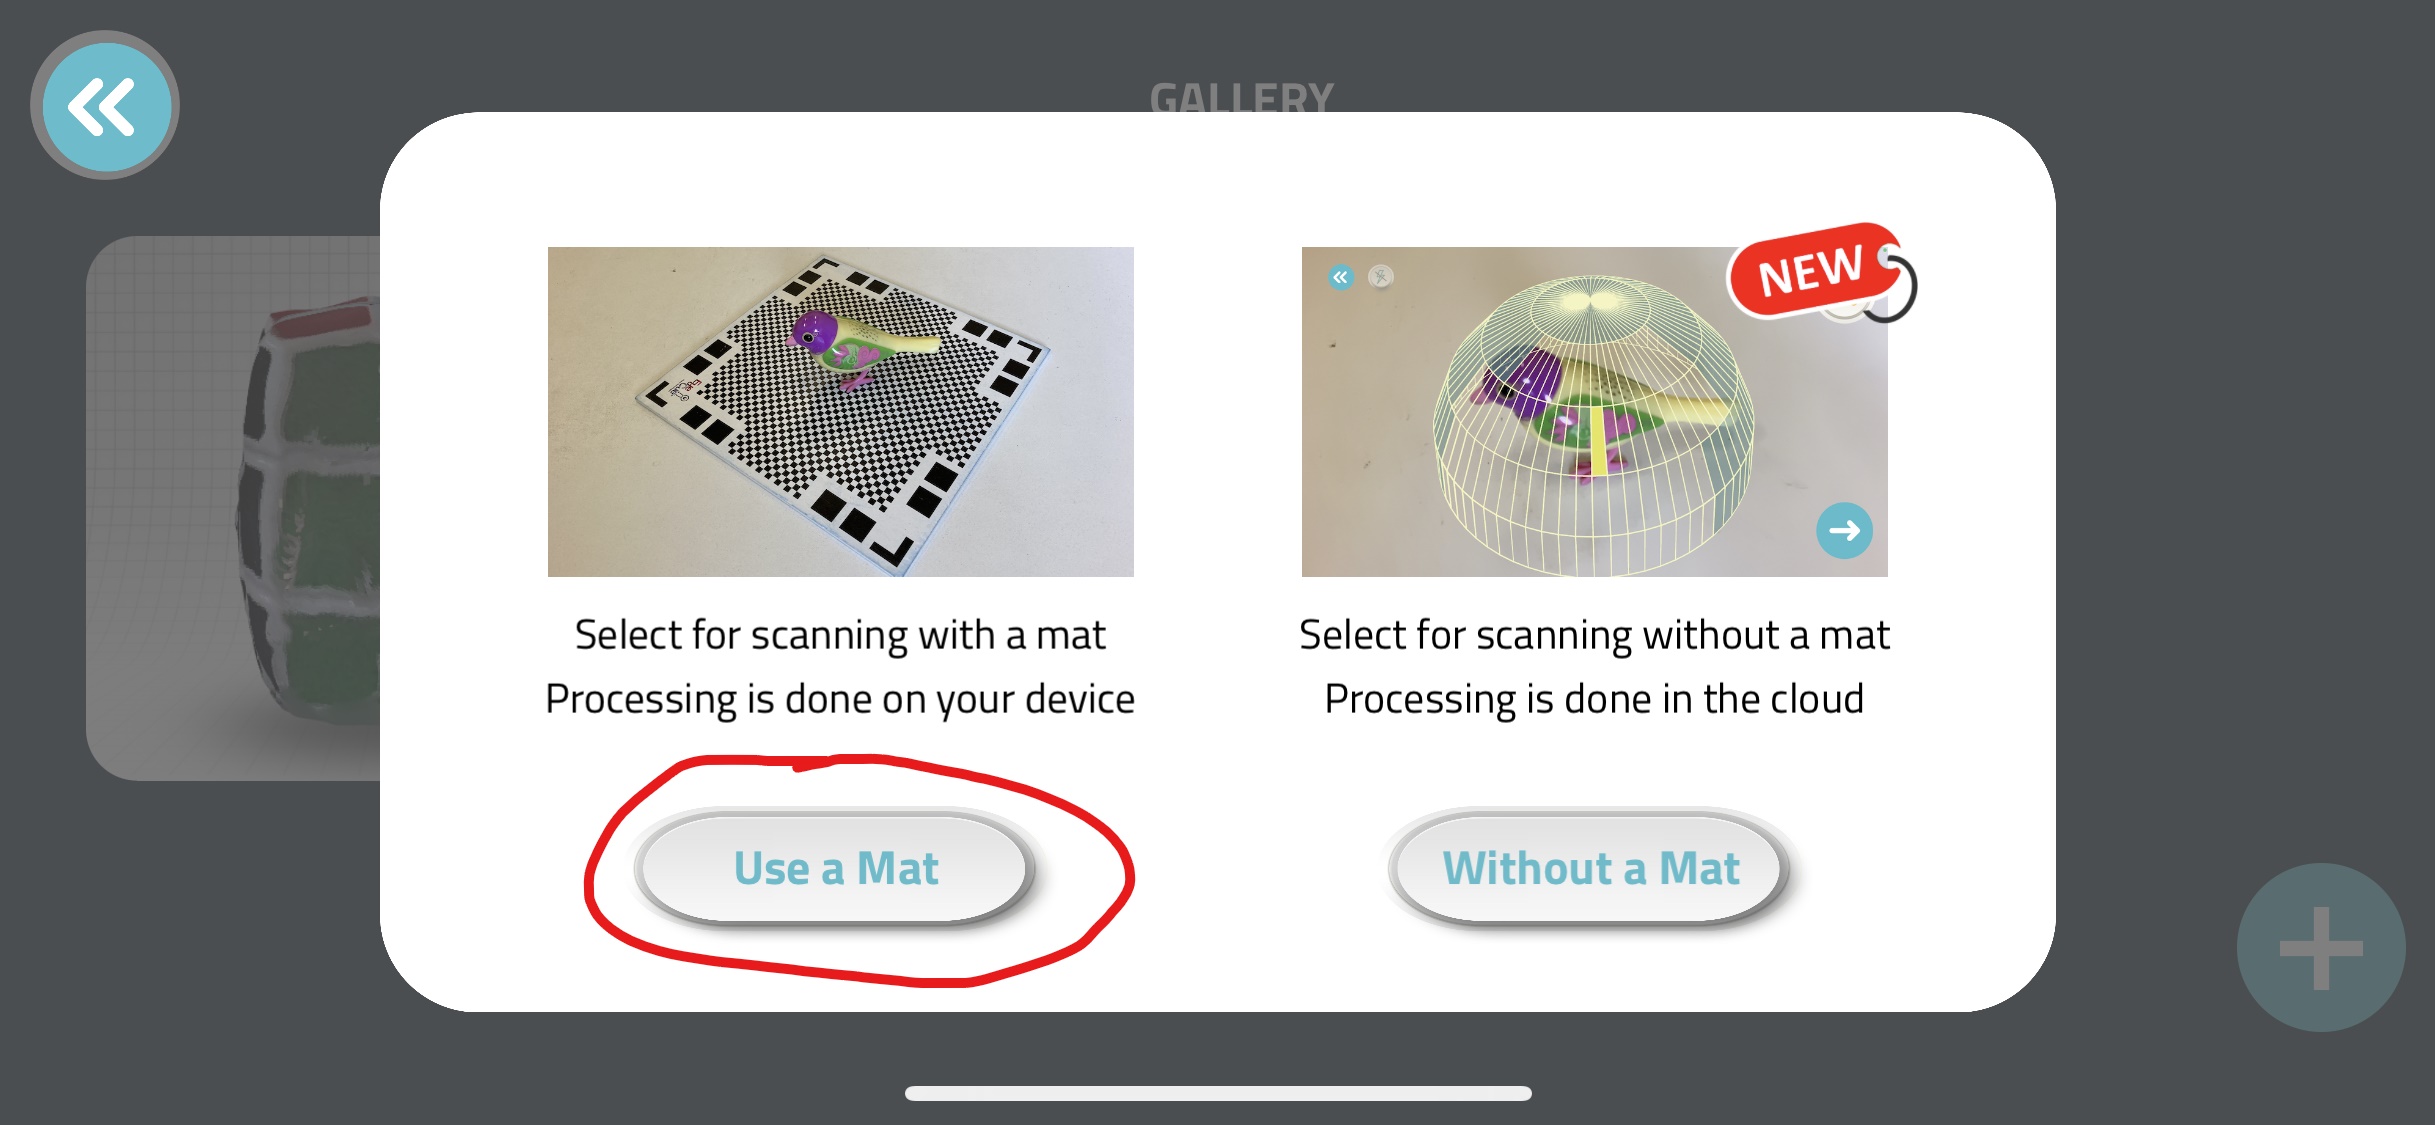 GALLERY
NEW
Select for scanning with a mat
Processing is done on your device
Select for scanning without a mat
Processing is done in the cloud
Use a Mat
Without a Mat